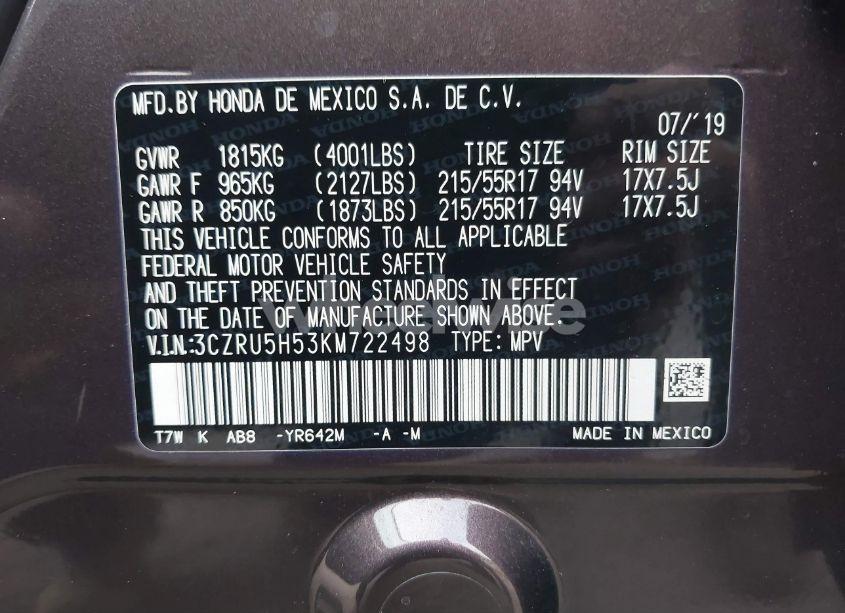 MFD.BY HONDA DE MEXICO S.A. DE C.V.
07/'19
GVWR 1815KG (4001LBS) TIRE SIZE RIM SIZE
GAWR F 965KG (2127LBS) 215/55R17 94V 17X7.5J
GAWR R 850KG (1873LBS) 215/55R17 94V 17X7.5J
THIS VEHICLE CONFORMS TO ALL APPLICABLE
FEDERAL MOTOR VEHICLE SAFETY
AND THEFT PREVENTION STANDARDS IN EFFECT
ON THE DATE OF MANUFACTURE SHOWN ABOVE.
V.I.N.:3CZRU5H53KM722498 TYPE: MPV
T7W K AB8 -YR642M -A -M MADE IN MEXICO